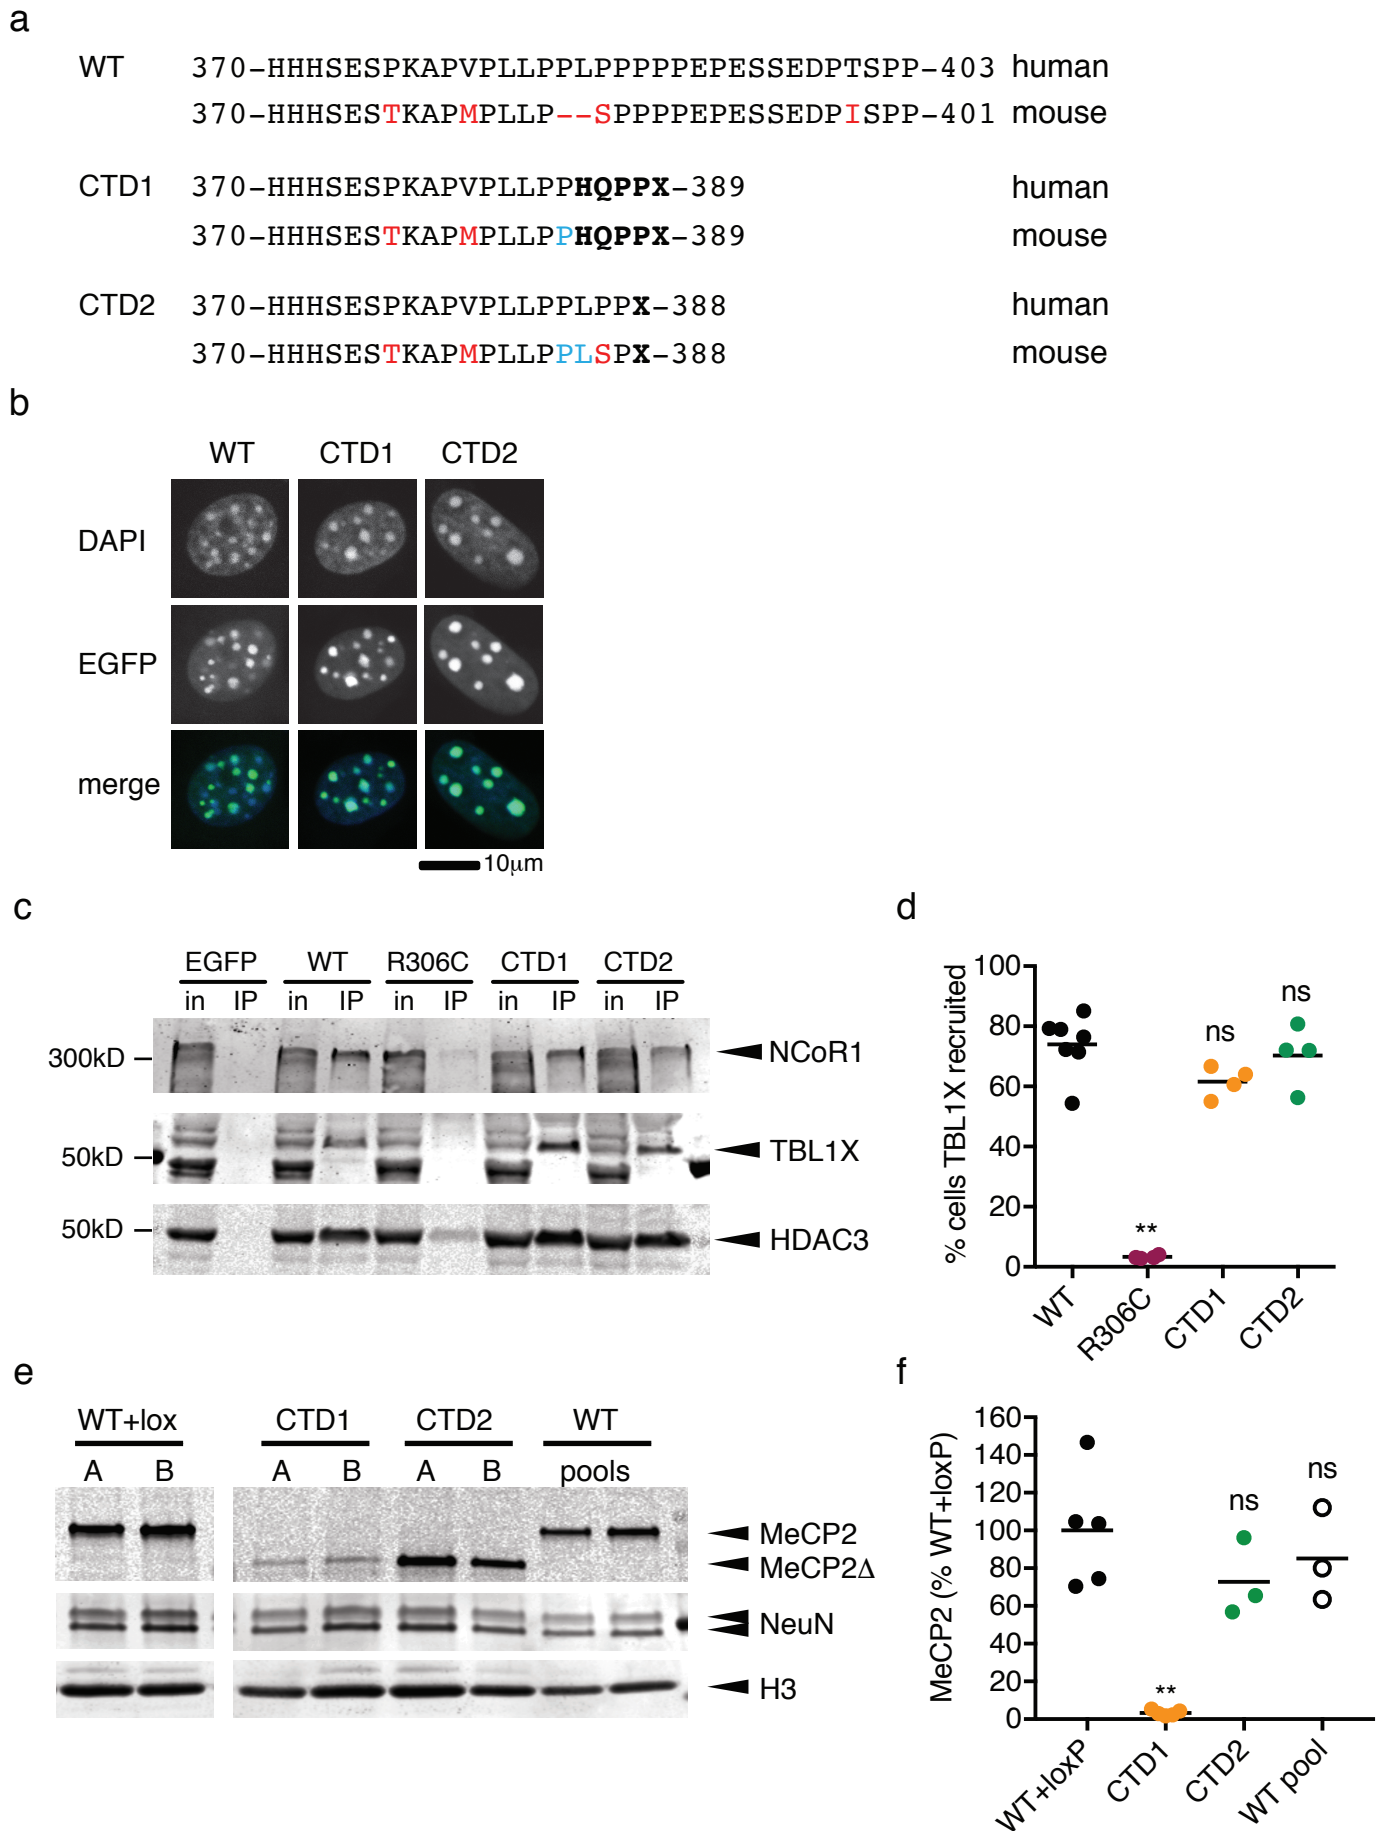 a
WT 370-HHHSESPKAPVPLLPPLPPPPPEPESSEDPTSPP-403 human
370-HHHSESTKAPMPLLP--SPPPPEPESSEDPISPP-401 mouse
CTD1 370-HHHSESPKAPVPLLPPHQPPX-389 human
370-HHHSESTKAPMPLLPPHQPPX-389 mouse
CTD2 370-HHHSESPKAPVPLLPPLPPX-388 human
370-HHHSESTKAPMPLLPPLSPX-388 mouse
b
WT CTD1 CTD2
DAPI
EGFP
merge
10μm
c
EGFP WT R306C CTD1 CTD2
in IP in IP in IP in IP in IP
300kD NCoR1
50kD TBL1X
50kD HDAC3
d
% cells TBL1X recruited
100
80
60
40
20
0
** ns ns
WT R306C CTD1 CTD2
e
WT+lox CTD1 CTD2 WT
A B A B A B pools
MeCP2
MeCP2Δ
NeuN
H3
f
MeCP2 (% WT+loxP)
160
140
120
100
80
60
40
20
0
** ns ns
WT+loxP CTD1 CTD2 WT pool